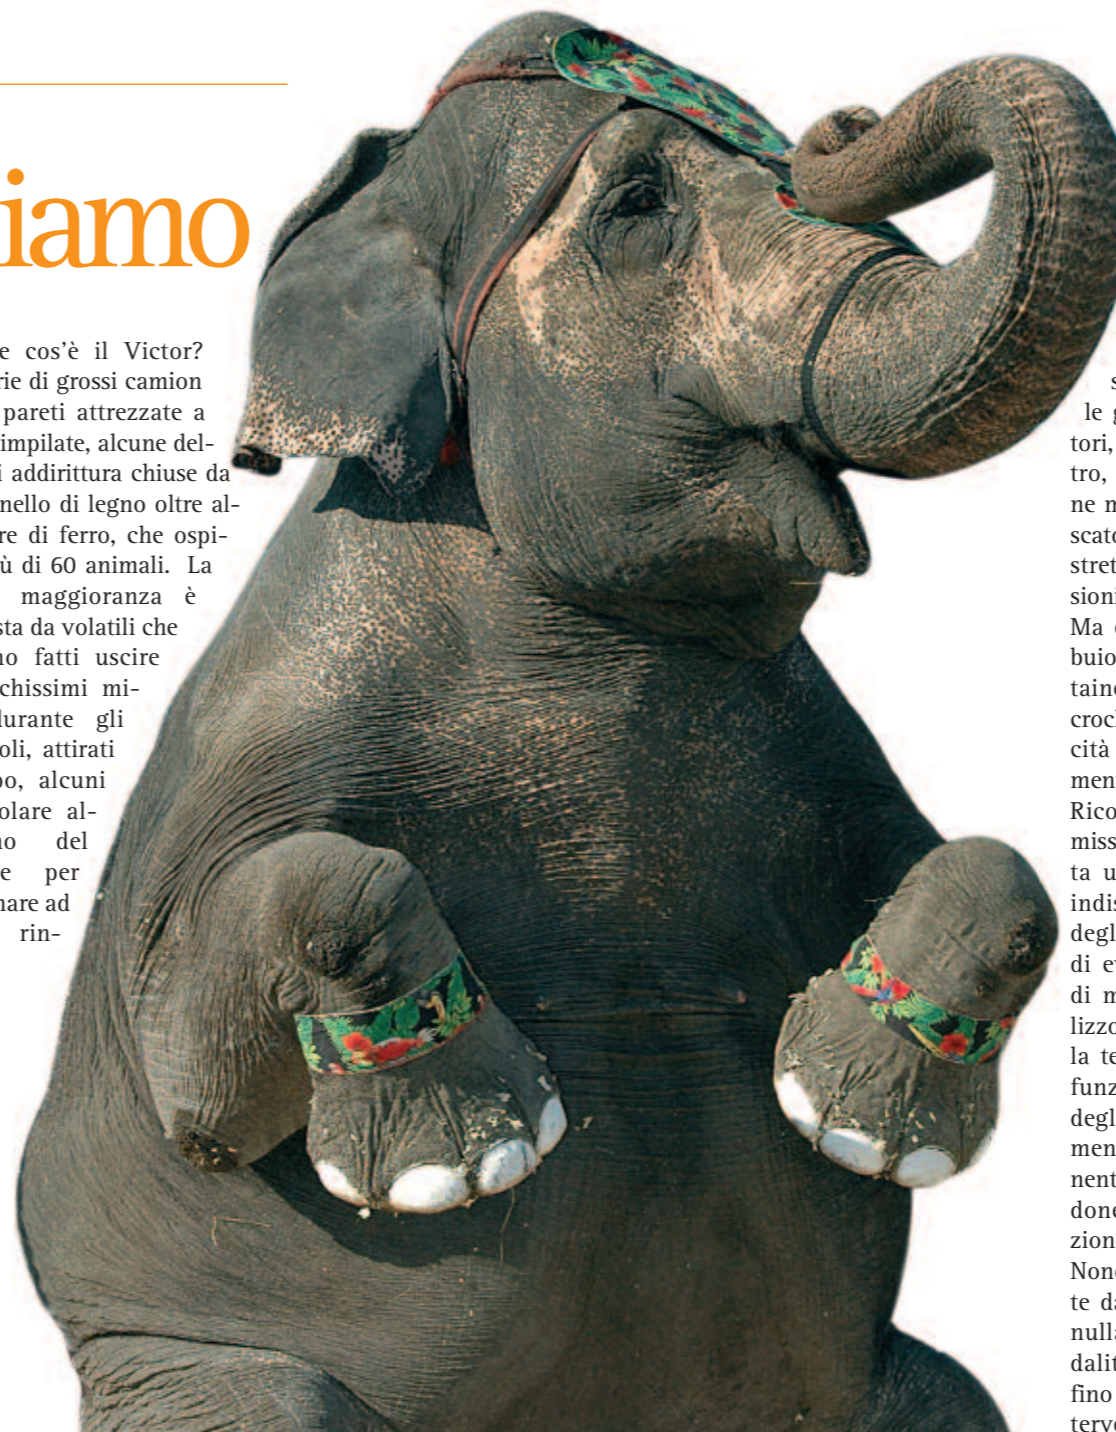 iamo
e cos'è il Victor?
rie di grossi camion
pareti attrezzate a
impilate, alcune del-
i addirittura chiuse da
nello di legno oltre al-
re di ferro, che ospi-
ù di 60 animali. La
maggioranza è
sta da volatili che
no fatti uscire
chissimi mi-
durante gli
oli, attirati
po, alcuni
olare al-
no del
e per
nare ad
rin-
s
le g
tori,
tro,
ne m
scato
stret
sioni
Ma
buio
taine
croc
cità
men
Rico
miss
ta u
indis
degl
di e
di m
lizzo
la te
funz
degl
men
nent
done
zion
None
te da
nulla
dalit
fino
terve